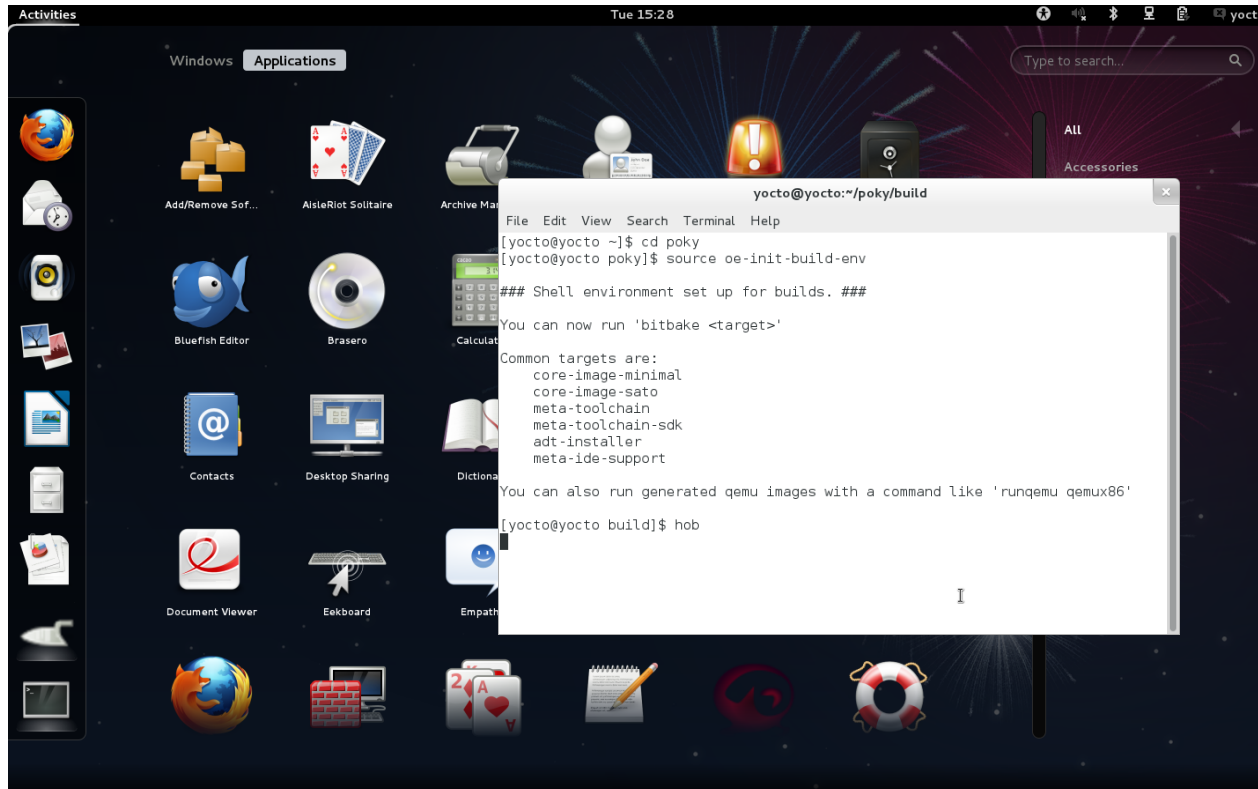 Activities
Tue 15:28
yoct
Windows
Applications
Type to search...
All
Accessories
Add/Remove Sof...
AisleRiot Solitaire
Archive Ma
Bluefish Editor
Brasero
Calculat
Contacts
Desktop Sharing
Dictiona
Document Viewer
Eekboard
Empath
yocto@yocto:~/poky/build
File Edit View Search Terminal Help
[yocto@yocto ~]$ cd poky
[yocto@yocto poky]$ source oe-init-build-env
### Shell environment set up for builds. ###
You can now run 'bitbake <target>'
Common targets are:
core-image-minimal
core-image-sato
meta-toolchain
meta-toolchain-sdk
adt-installer
meta-ide-support
You can also run generated qemu images with a command like 'runqemu qemux86'
[yocto@yocto build]$ hob